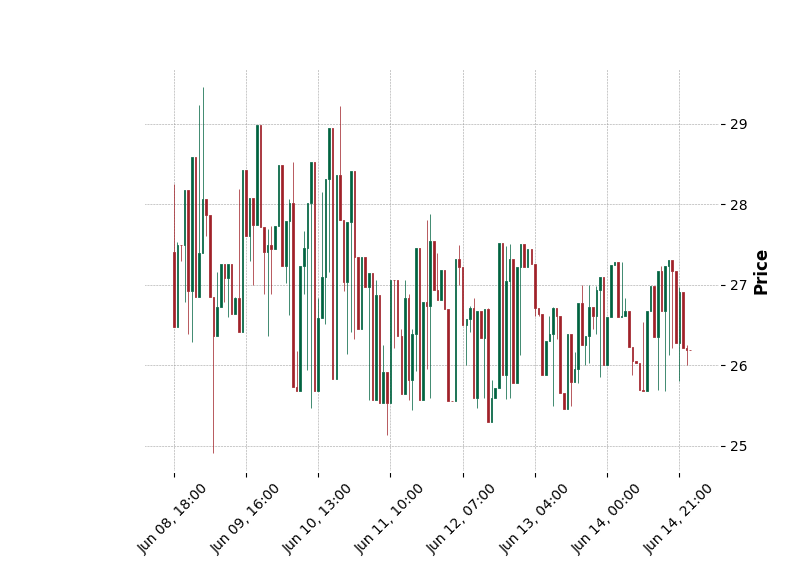 29
28
27
26
25
Price
Jun 08, 18:00
Jun 09, 16:00
Jun 10, 13:00
Jun 11, 10:00
Jun 12, 07:00
Jun 13, 04:00
Jun 14, 00:00
Jun 14, 21:00